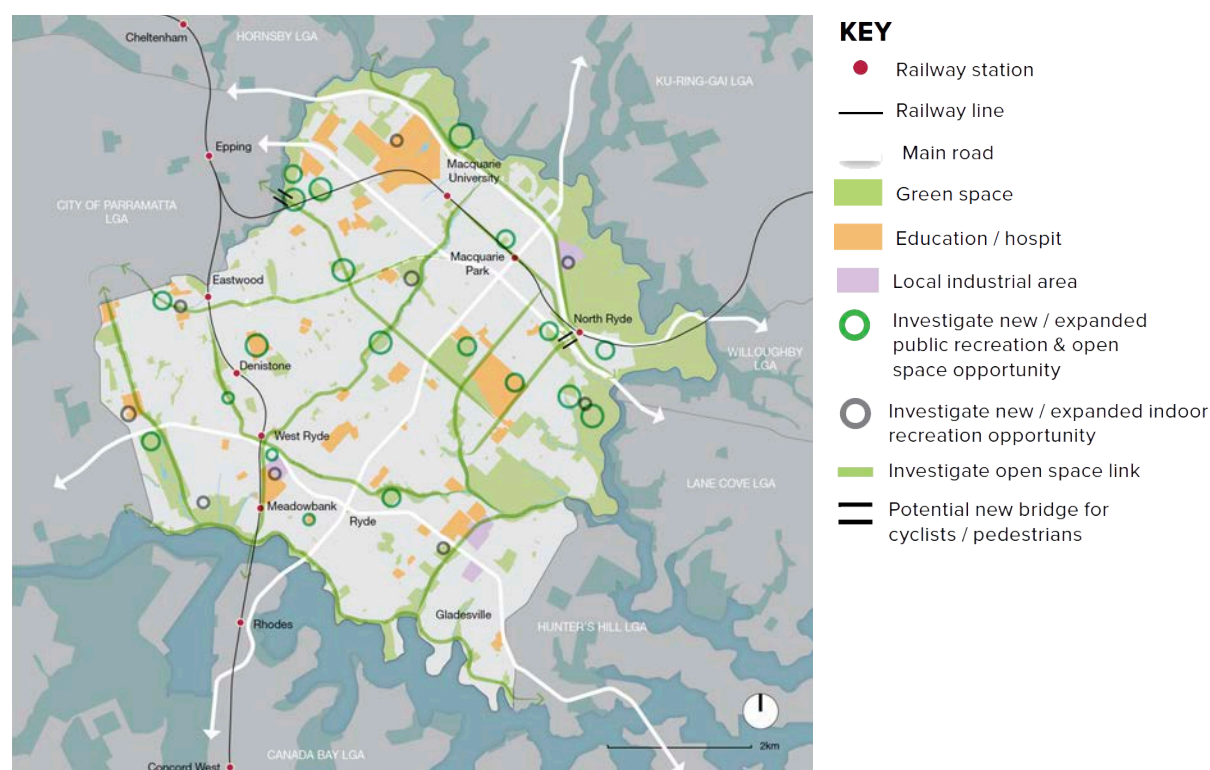 Cheltenham
HORNSBY LGA
KU-RING-GAI LGA
Epping
Macquarie
University
CITY OF PARRAMATTA
LGA
Macquarie
Park
Eastwood
North Ryde
WILLOUGHBY
LGA
Denistone
West Ryde
LANE COVE LGA
Meadowbank
Ryde
Gladesville
Rhodes
HUNTER'S HILL LGA
CANADA BAY LGA
2km
Concord West
KEY
Railway station
Railway line
Main road
Green space
Education / hospit
Local industrial area
Investigate new / expanded
public recreation & open
space opportunity
Investigate new / expanded indoor
recreation opportunity
Investigate open space link
Potential new bridge for
cyclists / pedestrians